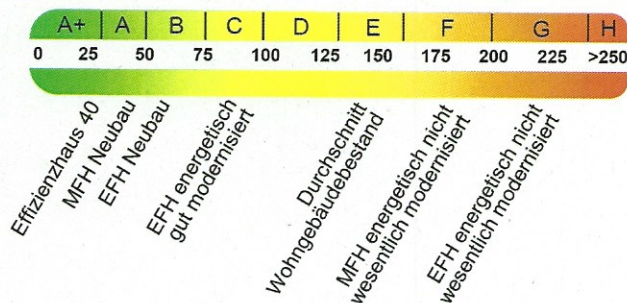 A+ A B C D E F G H
0 25 50 75 100 125 150 175 200 225 >250
Effizienzhaus 40
MFH Neubau
EFH Neubau
EFH energetisch
gut modernisiert
Durchschnitt
Wohngebäudebestand
MFH energetisch nicht
wesentlich modernisiert
EFH energetisch nicht
wesentlich modernisiert